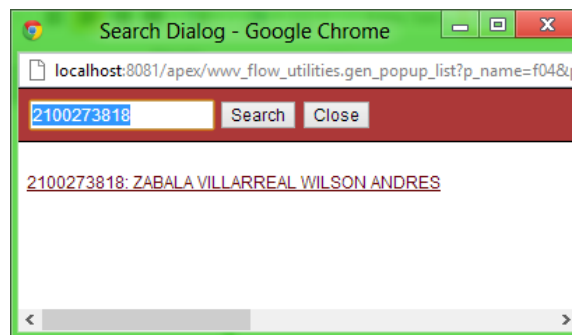 Search Dialog - Google Chrome
localhost:8081/apex/wwv_flow_utilities.gen_popup_list?p_name=f04&
2100273818 Search Close
2100273818: ZABALA VILLARREAL WILSON ANDRES